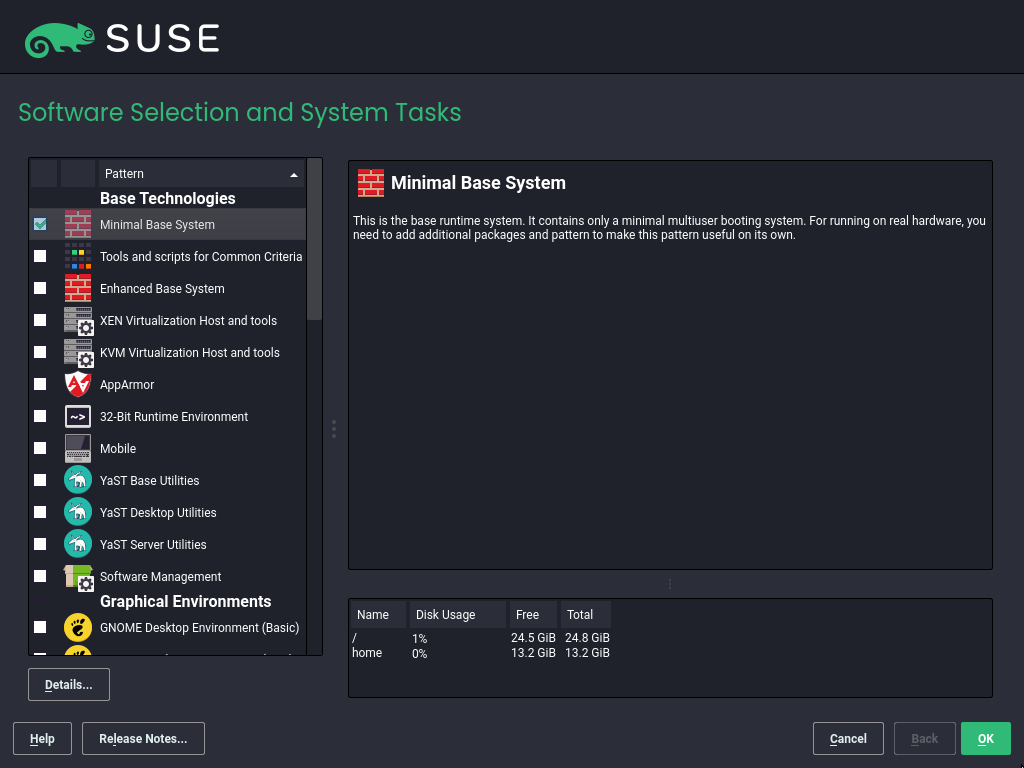 SUSE
Software Selection and System Tasks
Pattern
Base Technologies
Minimal Base System
Tools and scripts for Common Criteria
Enhanced Base System
XEN Virtualization Host and tools
KVM Virtualization Host and tools
AppArmor
32-Bit Runtime Environment
Mobile
YaST Base Utilities
YaST Desktop Utilities
YaST Server Utilities
Software Management
Graphical Environments
GNOME Desktop Environment (Basic)
Details...
Minimal Base System
This is the base runtime system. It contains only a minimal multiuser booting system. For running on real hardware, you
need to add additional packages and pattern to make this pattern useful on its own.
Name Disk Usage Free Total
/ 1% 24.5 GiB 24.8 GiB
home 0% 13.2 GiB 13.2 GiB
Help Release Notes... Cancel Back OK